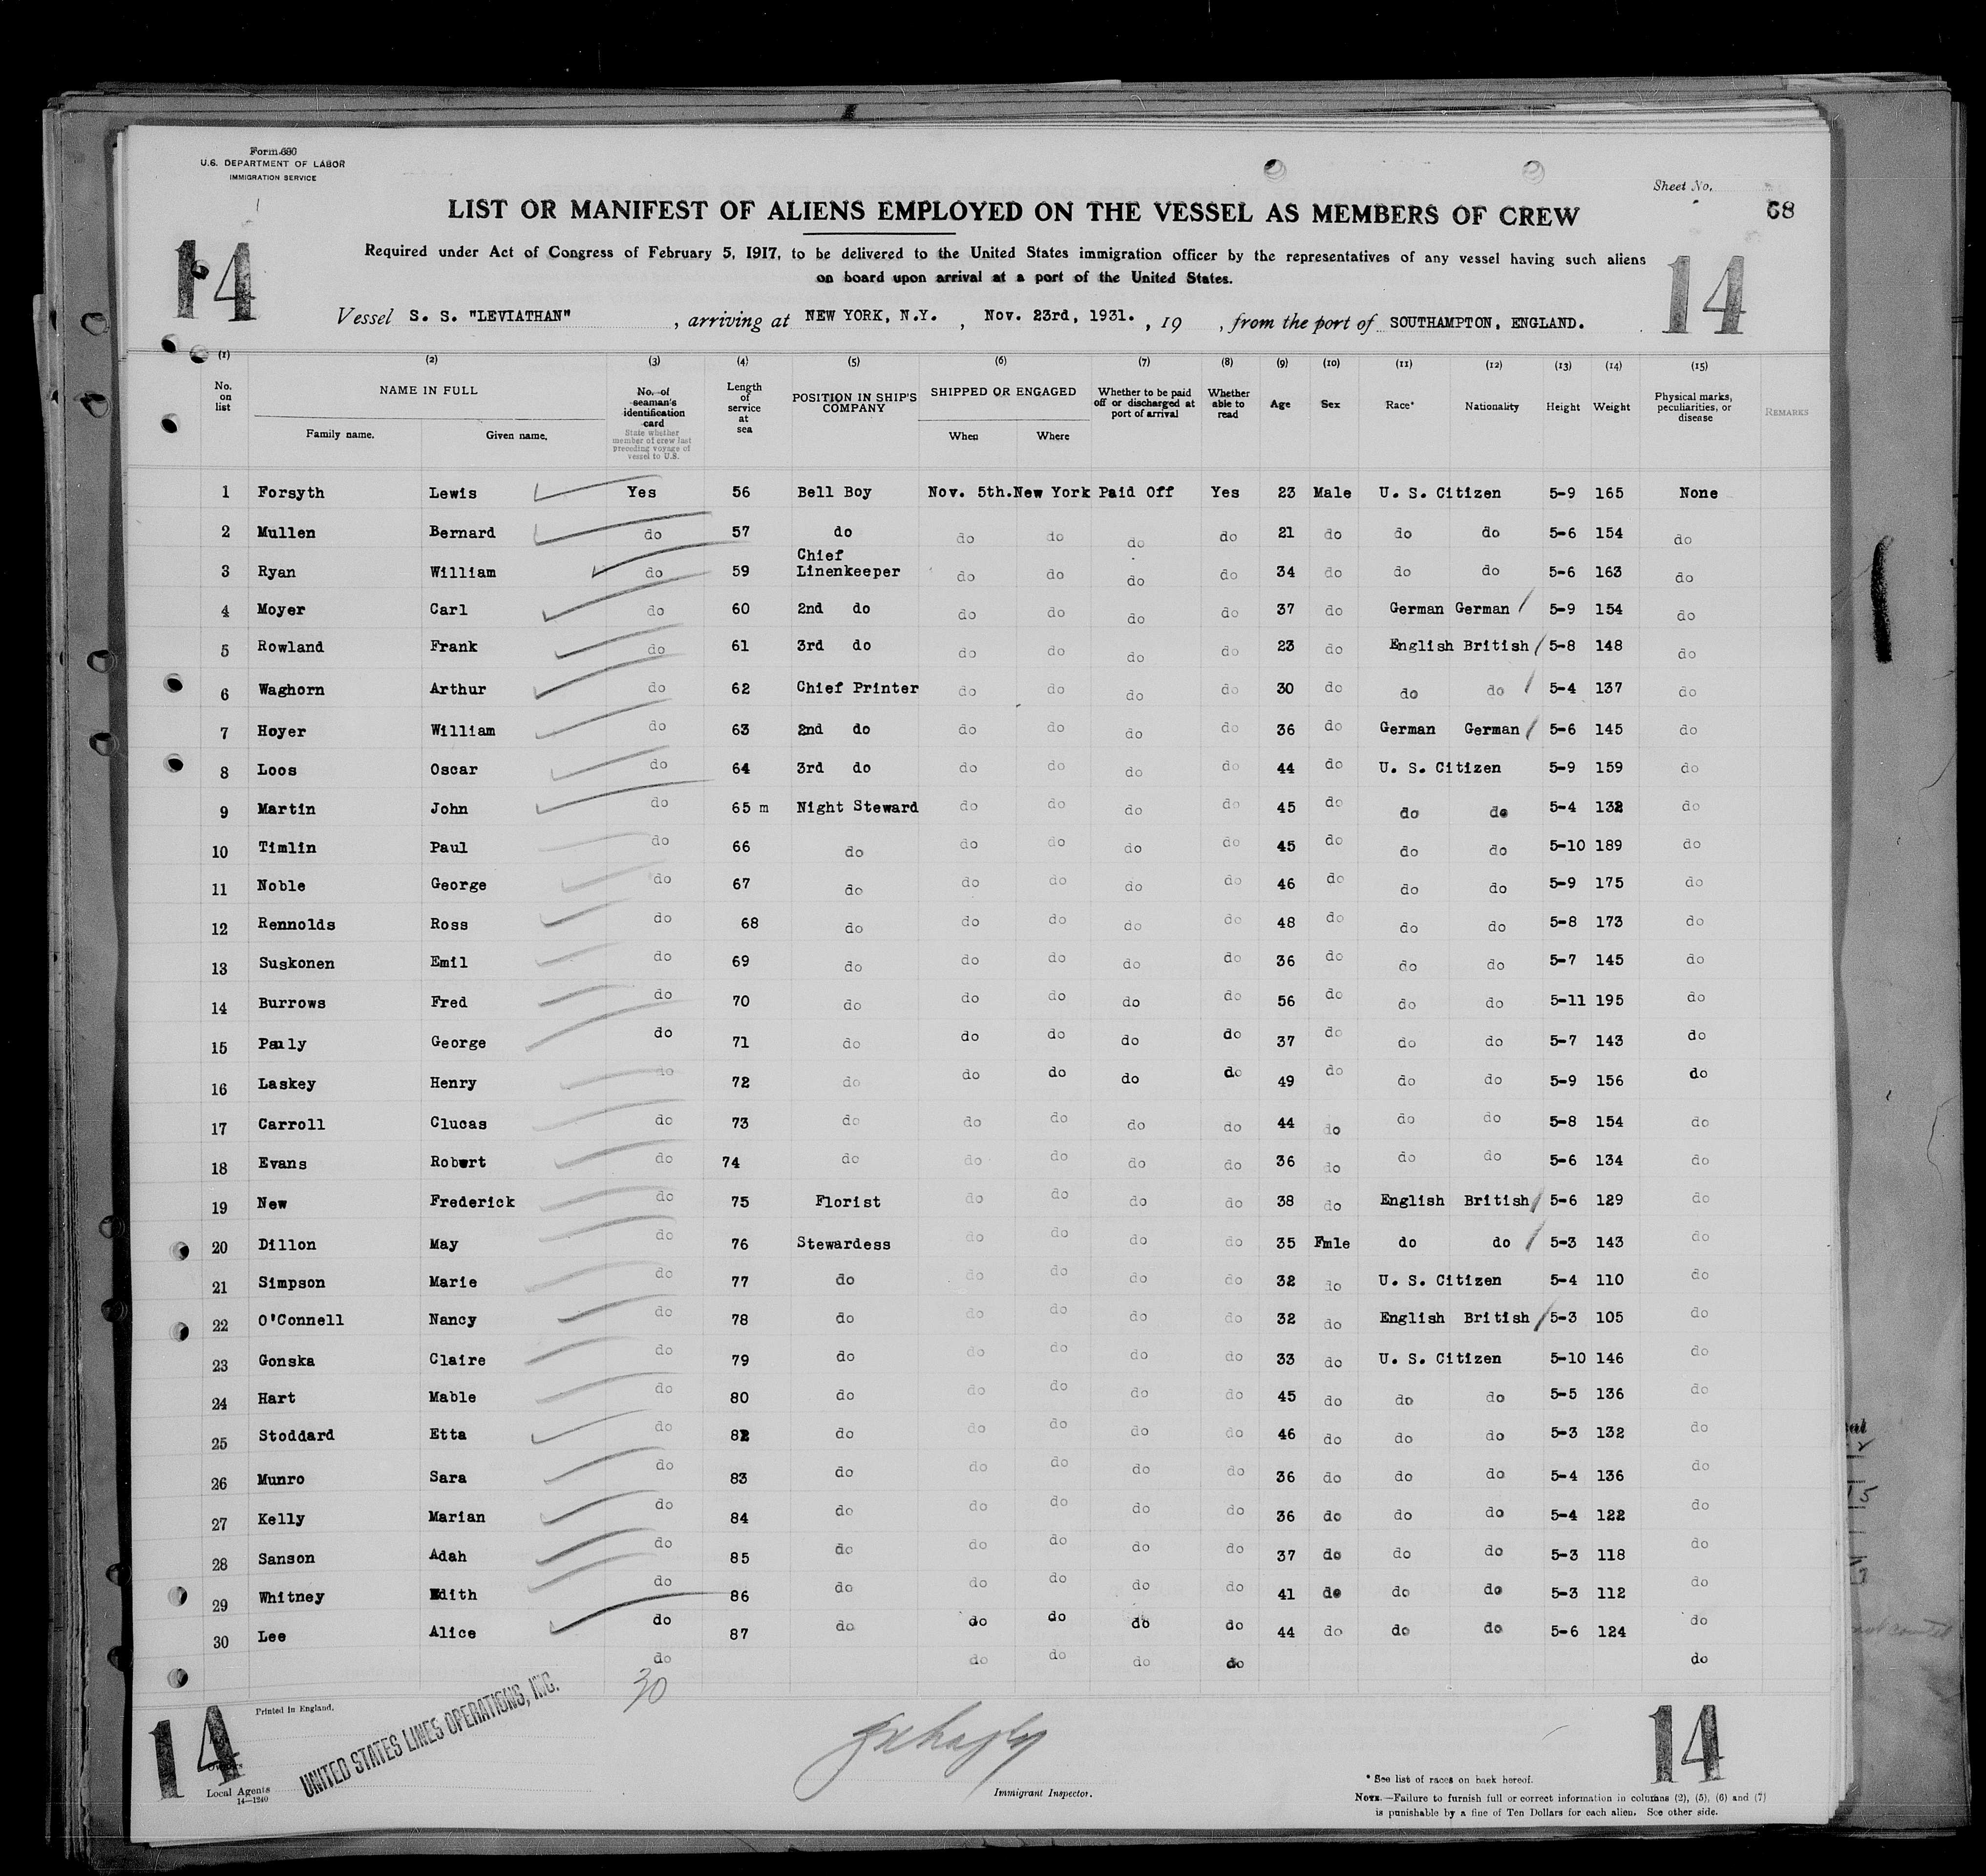 Form 680
U.S. DEPARTMENT OF LABOR
IMMIGRATION SERVICE
Sheet No.
68
LIST OR MANIFEST OF ALIENS EMPLOYED ON THE VESSEL AS MEMBERS OF CREW
14
14
Required under Act of Congress of February 5, 1917, to be delivered to the United States immigration officer by the representatives of any vessel having such aliens
on board upon arrival at a port of the United States.
Vessel S. S. "LEVIATHAN" , arriving at NEW YORK, N.Y. , Nov. 23rd, 1931. , 19 , from the port of SOUTHAMPTON, ENGLAND.
(1) (2) (3) (4) (5) (6) (7) (8) (9) (10) (11) (12) (13) (14) (15)
No. on list NAME IN FULL Family name. Given name. No. of seaman's identification card State whether member of crew last preceding voyage of vessel to U.S. Length of service at sea POSITION IN SHIP'S COMPANY SHIPPED OR ENGAGED When Where Whether to be paid off or discharged at port of arrival Whether able to read Age Sex Race* Nationality Height Weight Physical marks, peculiarities, or disease REMARKS
1 Forsyth Lewis Yes 56 Bell Boy Nov. 5th. New York Paid Off Yes 23 Male U. S. Citizen 5-9 165 None
2 Mullen Bernard do 57 do do do do do 21 do do do 5-6 154 do
3 Ryan William do 59 Chief Linenkeeper do do do do 34 do do do 5-6 163 do
4 Moyer Carl do 60 2nd do do do do do 37 do German German 5-9 154 do
5 Rowland Frank do 61 3rd do do do do do 23 do English British 5-8 148 do
6 Waghorn Arthur do 62 Chief Printer do do do do 30 do do do 5-4 137 do
7 Hoyer William do 63 2nd do do do do do 36 do German German 5-6 145 do
8 Loos Oscar do 64 3rd do do do do do 44 do U. S. Citizen 5-9 159 do
9 Martin John do 65 m Night Steward do do do do 45 do do do 5-4 132 do
10 Timlin Paul do 66 do do do do do 45 do do do 5-10 189 do
11 Noble George do 67 do do do do do 46 do do do 5-9 175 do
12 Rennolds Ross do 68 do do do do do 48 do do do 5-8 173 do
13 Suskonen Emil do 69 do do do do do 36 do do do 5-7 145 do
14 Burrows Fred do 70 do do do do do 56 do do do 5-11 195 do
15 Pauly George do 71 do do do do do 37 do do do 5-7 143 do
16 Laskey Henry do 72 do do do do do 49 do do do 5-9 156 do
17 Carroll Clucas do 73 do do do do do 44 do do do 5-8 154 do
18 Evans Robert do 74 do do do do do 36 do do do 5-6 134 do
19 New Frederick do 75 Florist do do do do 38 do English British 5-6 129 do
20 Dillon May do 76 Stewardess do do do do 35 Fmle do do 5-3 143 do
21 Simpson Marie do 77 do do do do do 32 do U. S. Citizen 5-4 110 do
22 O'Connell Nancy do 78 do do do do do 32 do English British 5-3 105 do
23 Gonska Claire do 79 do do do do do 33 do U. S. Citizen 5-10 146 do
24 Hart Mable do 80 do do do do do 45 do do do 5-5 136 do
25 Stoddard Etta do 82 do do do do do 46 do do do 5-3 132 do
26 Munro Sara do 83 do do do do do 36 do do do 5-4 136 do
27 Kelly Marian do 84 do do do do do 36 do do do 5-4 122 do
28 Sanson Adah do 85 do do do do do 37 do do do 5-3 118 do
29 Whitney Edith do 86 do do do do do 41 do do do 5-3 112 do
30 Lee Alice do 87 do do do do do 44 do do do 5-6 124 do
do do do do do do
30
14
14
Printed in England.
UNITED STATES LINES OPERATIONS, INC.
Owners
Local Agents
14—1240
Immigrant Inspector.
* See list of races on back hereof.
NOTE.—Failure to furnish full or correct information in columns (2), (5), (6) and (7)
is punishable by a fine of Ten Dollars for each alien. See other side.